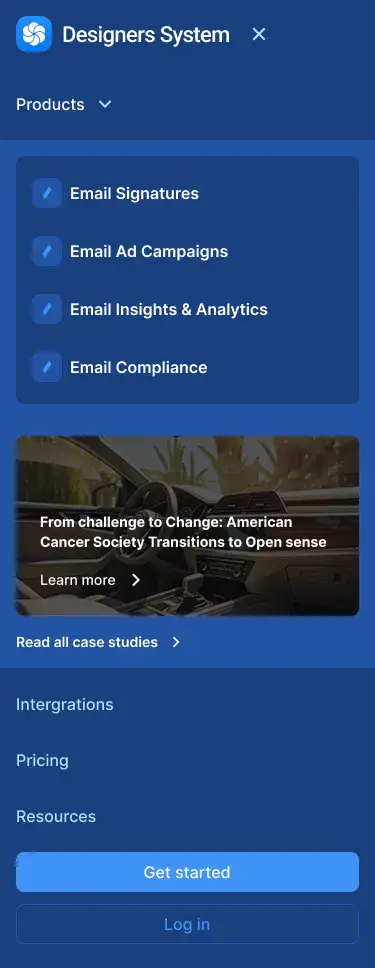 Designers System
Products
Email Signatures
Email Ad Campaigns
Email Insights & Analytics
Email Compliance
From challenge to Change: American
Cancer Society Transitions to Open sense
Learn more
Read all case studies
Intergrations
Pricing
Resources
Get started
Log in